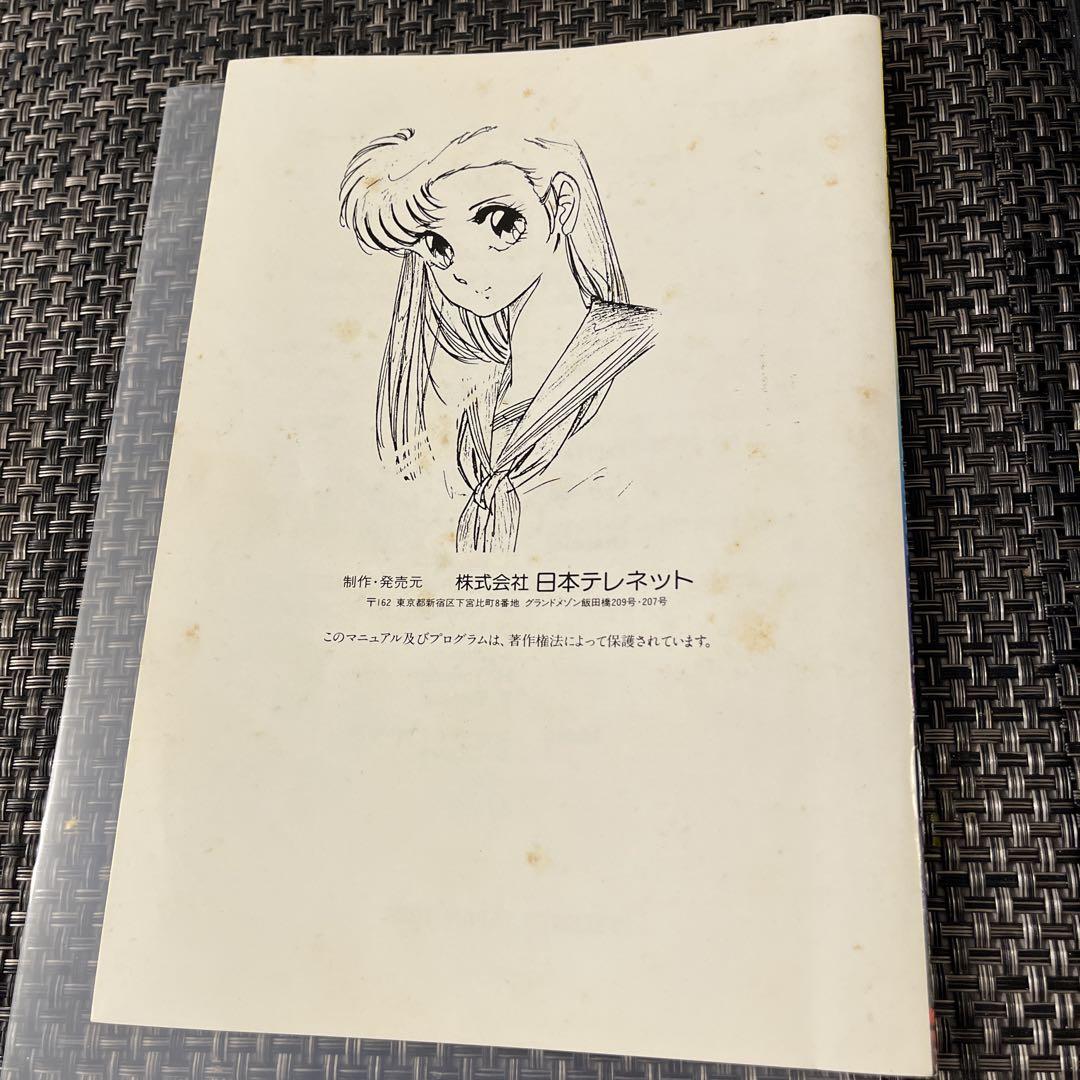 制作・発売元 株式会社 日本テレネット
〒162 東京都新宿区下宮比町8番地 グランドメゾン飯田橋209号・207号
このマニュアル及びプログラムは、著作権法によって保護されています。